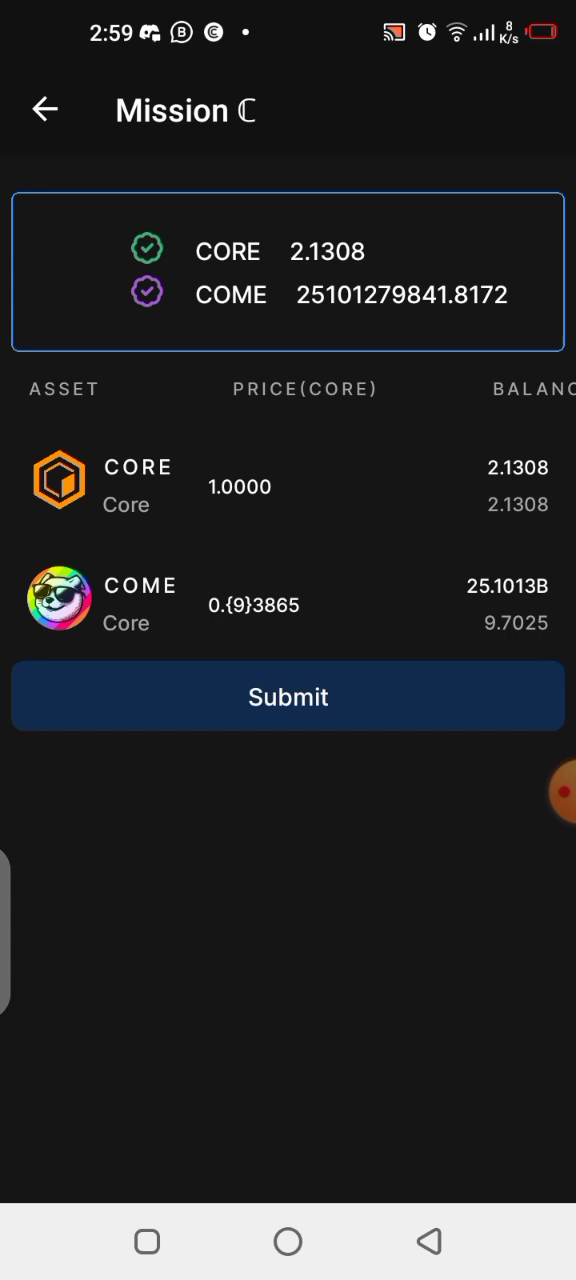 2:59
8
K/s
Mission ℂ
CORE 2.1308
COME 25101279841.8172
ASSET PRICE(CORE) BALANC
CORE 1.0000 2.1308
Core 2.1308
COME 0.{9}3865 25.1013B
Core 9.7025
Submit